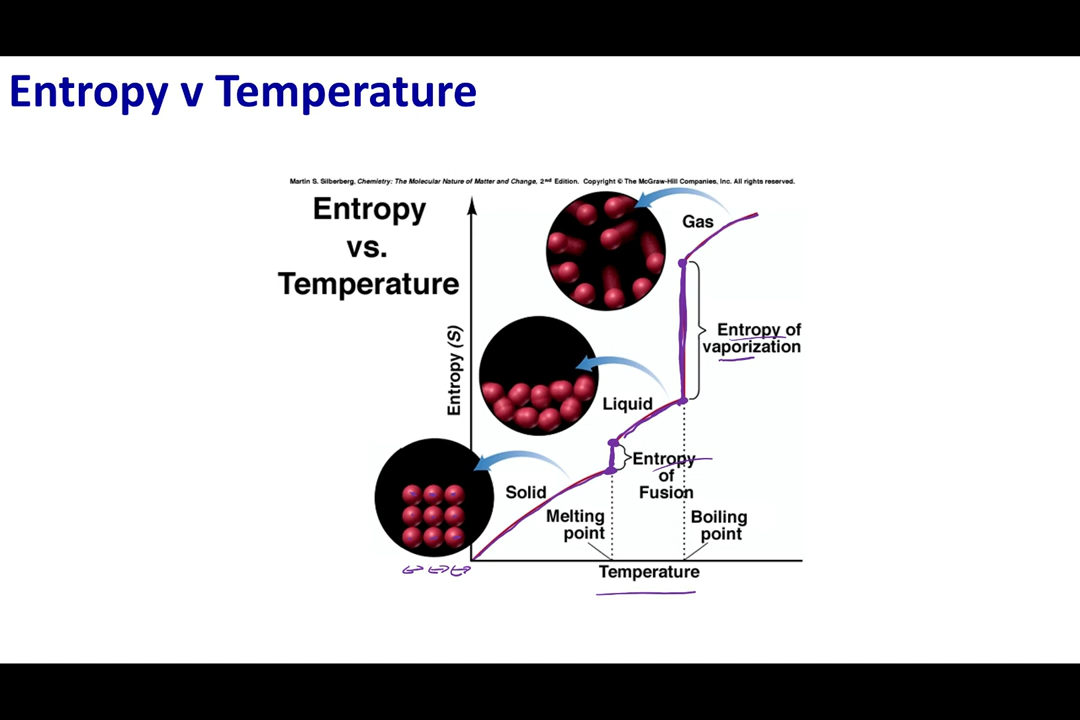 Entropy v Temperature
Martin S. Silberberg, Chemistry: The Molecular Nature of Matter and Change, 2nd Edition. Copyright © The McGraw-Hill Companies, Inc. All rights reserved.
Entropy
vs.
Temperature
Entropy (S)
Gas
Entropy of
vaporization
Liquid
Entropy
of
Fusion
Solid
Melting
point
Boiling
point
Temperature